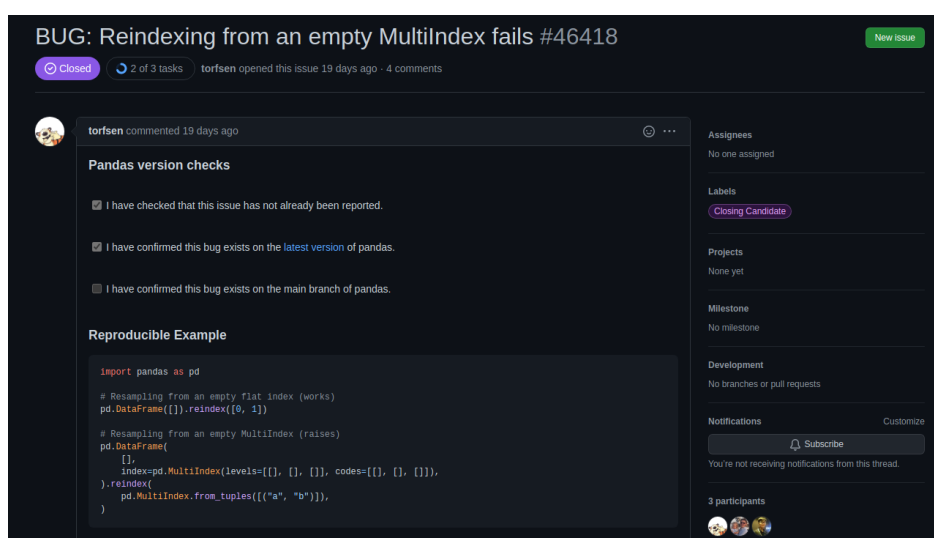 BUG: Reindexing from an empty MultiIndex fails #46418
New issue
Closed
2 of 3 tasks
torfsen opened this issue 19 days ago · 4 comments
torfsen commented 19 days ago
Pandas version checks
I have checked that this issue has not already been reported.
I have confirmed this bug exists on the latest version of pandas.
I have confirmed this bug exists on the main branch of pandas.
Reproducible Example
import pandas as pd
# Resampling from an empty flat index (works)
pd.DataFrame([]).reindex([0, 1])
# Resampling from an empty MultiIndex (raises)
pd.DataFrame(
    [],
    index=pd.MultiIndex(levels=[[], [], []], codes=[[], [], []]),
).reindex(
    pd.MultiIndex.from_tuples([("a", "b")]),
)
Assignees
No one assigned
Labels
Closing Candidate
Projects
None yet
Milestone
No milestone
Development
No branches or pull requests
Notifications
Customize
Subscribe
You're not receiving notifications from this thread.
3 participants